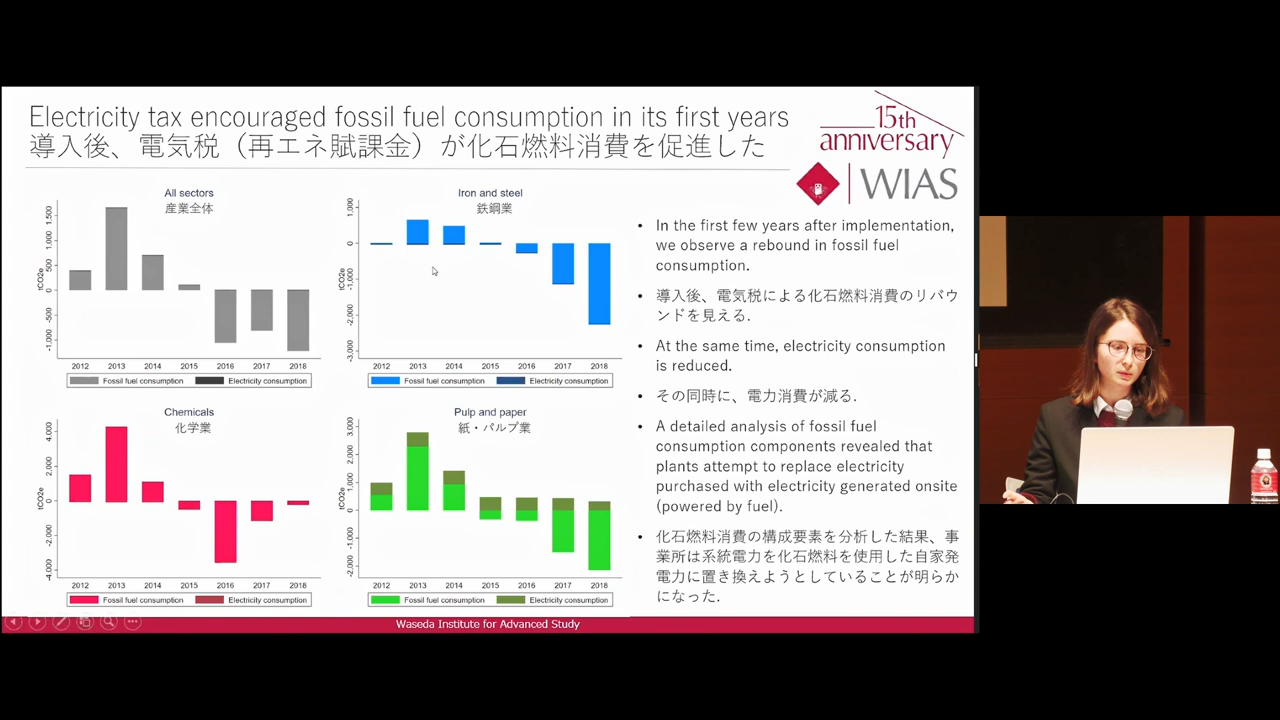 Electricity tax encouraged fossil fuel consumption in its first years
導入後、電気税（再エネ賦課金）が化石燃料消費を促進した
15th
anniversary
WIAS
All sectors
産業全体
1,500
1,000
500
0
-500
-1,000
tCO2e
2012 2013 2014 2015 2016 2017 2018
Fossil fuel consumption Electricity consumption
Iron and steel
鉄鋼業
1,000
0
-1,000
-2,000
-3,000
tCO2e
2012 2013 2014 2015 2016 2017 2018
Fossil fuel consumption Electricity consumption
Chemicals
化学業
4,000
2,000
0
-2,000
-4,000
tCO2e
2012 2013 2014 2015 2016 2017 2018
Fossil fuel consumption Electricity consumption
Pulp and paper
紙・パルプ業
3,000
2,000
1,000
0
-1,000
-2,000
tCO2e
2012 2013 2014 2015 2016 2017 2018
Fossil fuel consumption Electricity consumption
• In the first few years after implementation,
we observe a rebound in fossil fuel
consumption.
• 導入後、電気税による化石燃料消費のリバウ
ンドを見える.
• At the same time, electricity consumption
is reduced.
• その同時に、電力消費が減る.
• A detailed analysis of fossil fuel
consumption components revealed that
plants attempt to replace electricity
purchased with electricity generated onsite
(powered by fuel).
• 化石燃料消費の構成要素を分析した結果、事
業所は系統電力を化石燃料を使用した自家発
電力に置き換えようとしていることが明らか
になった.
Waseda Institute for Advanced Study